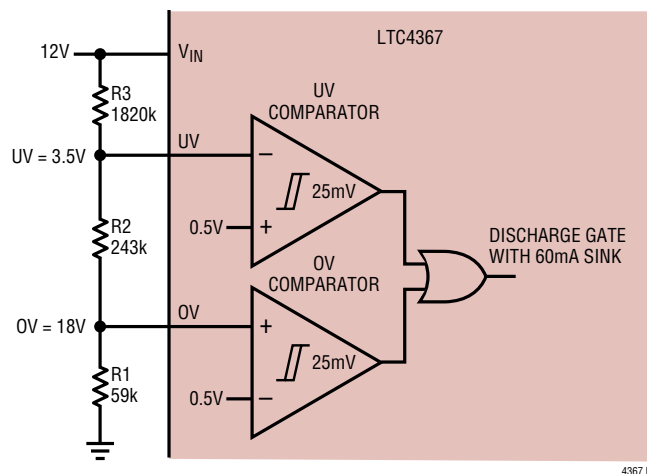 LTC4367
12V
VIN
R3
1820k
UV
COMPARATOR
UV = 3.5V
UV
−
25mV
0.5V
+
R2
243k
DISCHARGE GATE
WITH 60mA SINK
OV
COMPARATOR
OV = 18V
OV
+
25mV
R1
59k
0.5V
−